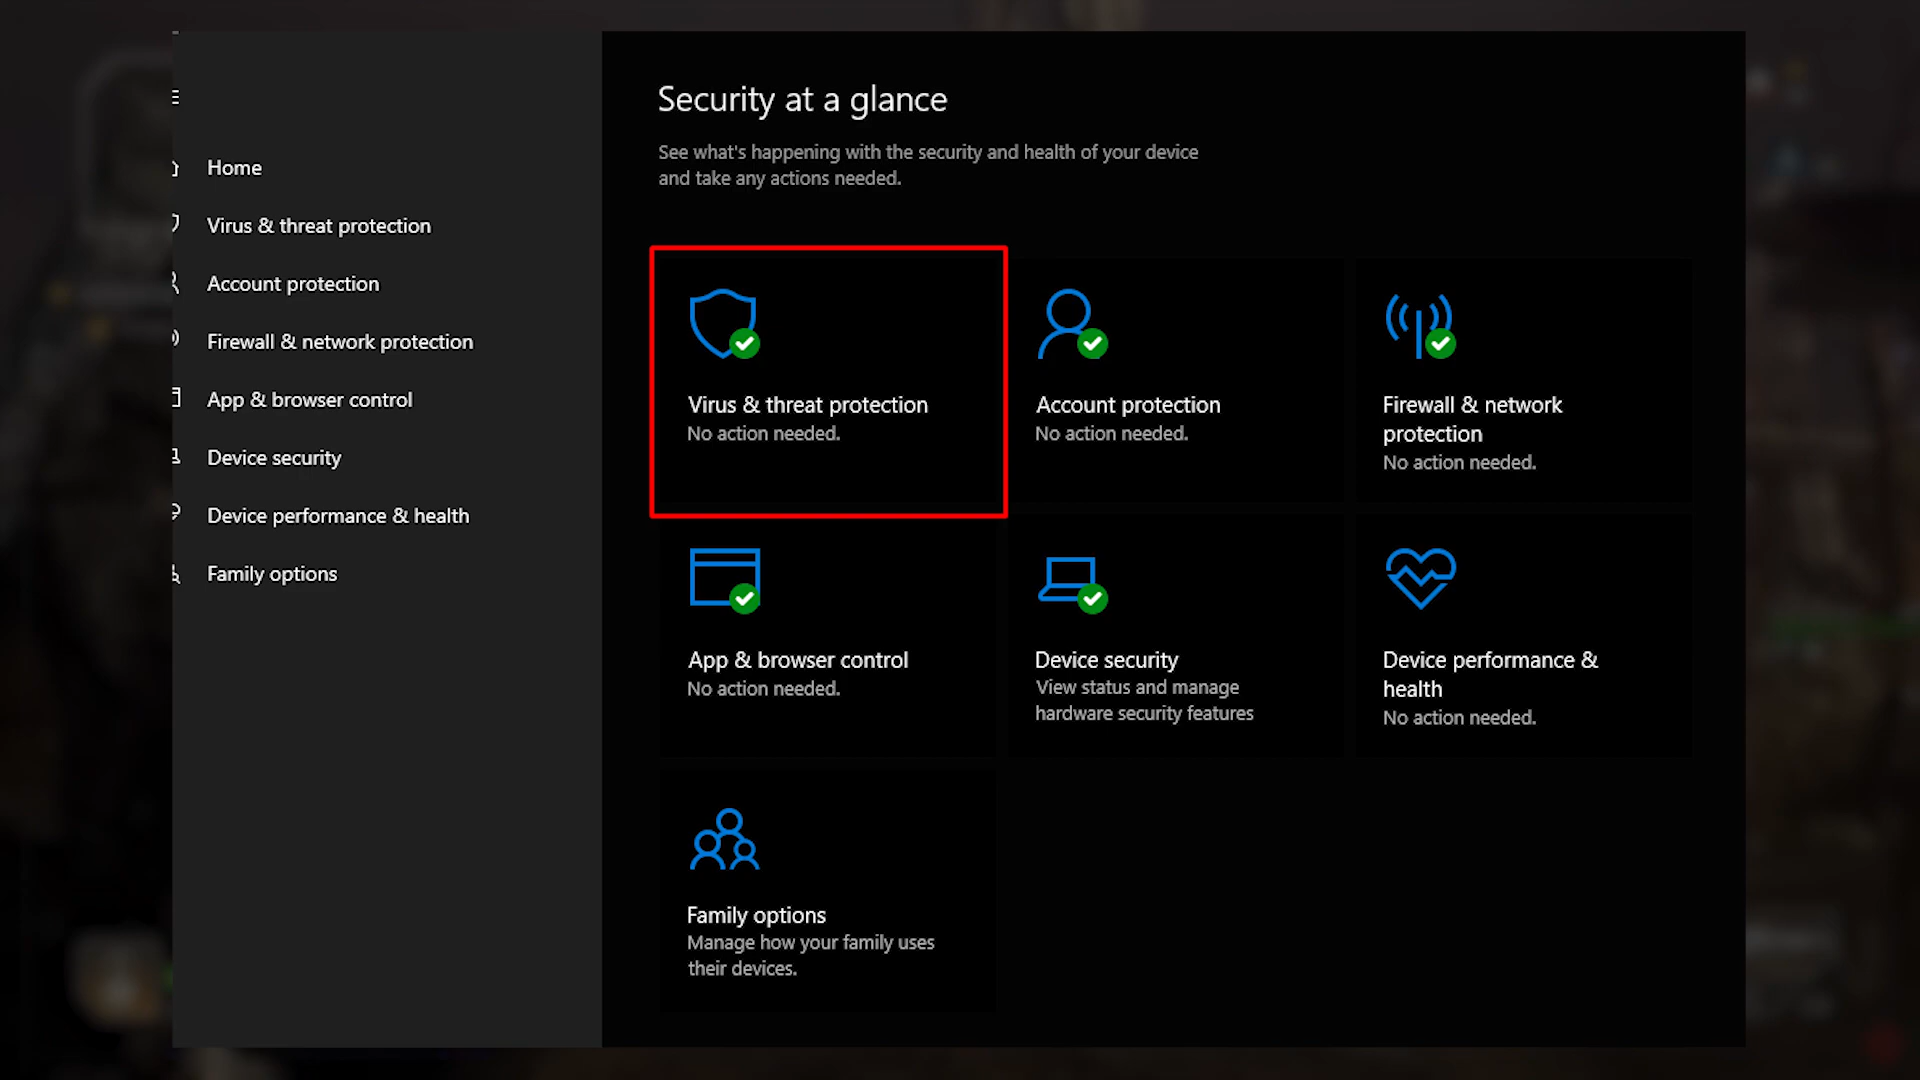 Home
Virus & threat protection
Account protection
Firewall & network protection
App & browser control
Device security
Device performance & health
Family options
Security at a glance
See what's happening with the security and health of your device
and take any actions needed.
Virus & threat protection
No action needed.
Account protection
No action needed.
Firewall & network
protection
No action needed.
App & browser control
No action needed.
Device security
View status and manage
hardware security features
Device performance &
health
No action needed.
Family options
Manage how your family uses
their devices.